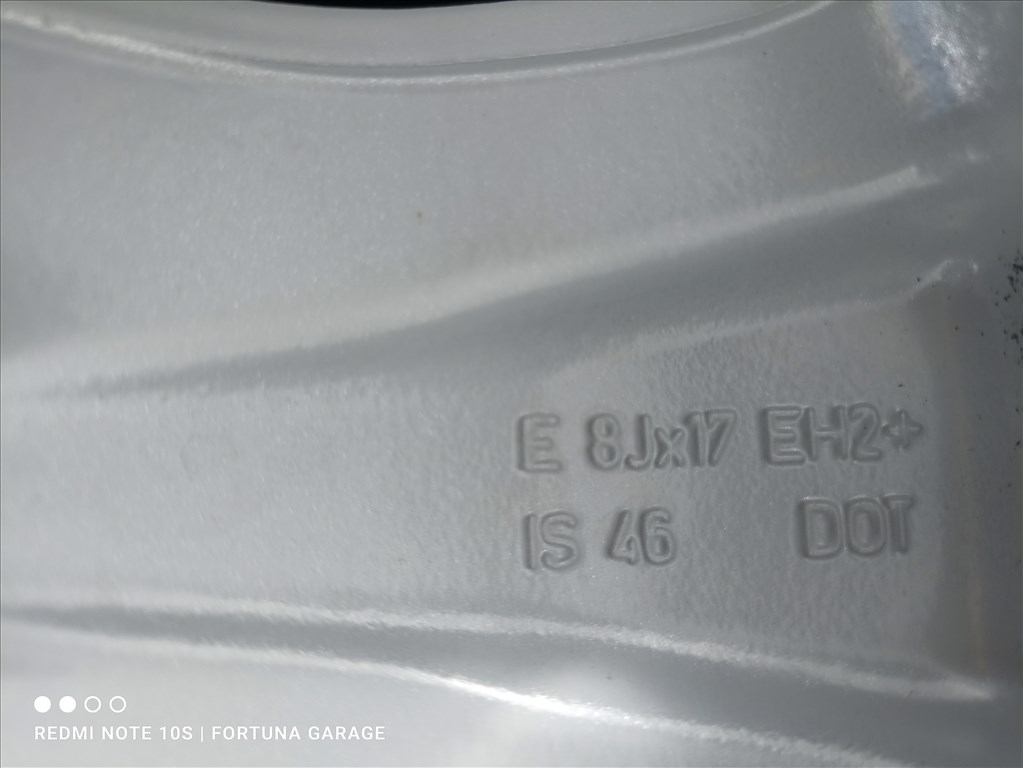 E 8Jx17 EH2+
IS 46 DOT
REDMI NOTE 10S | FORTUNA GARAGE